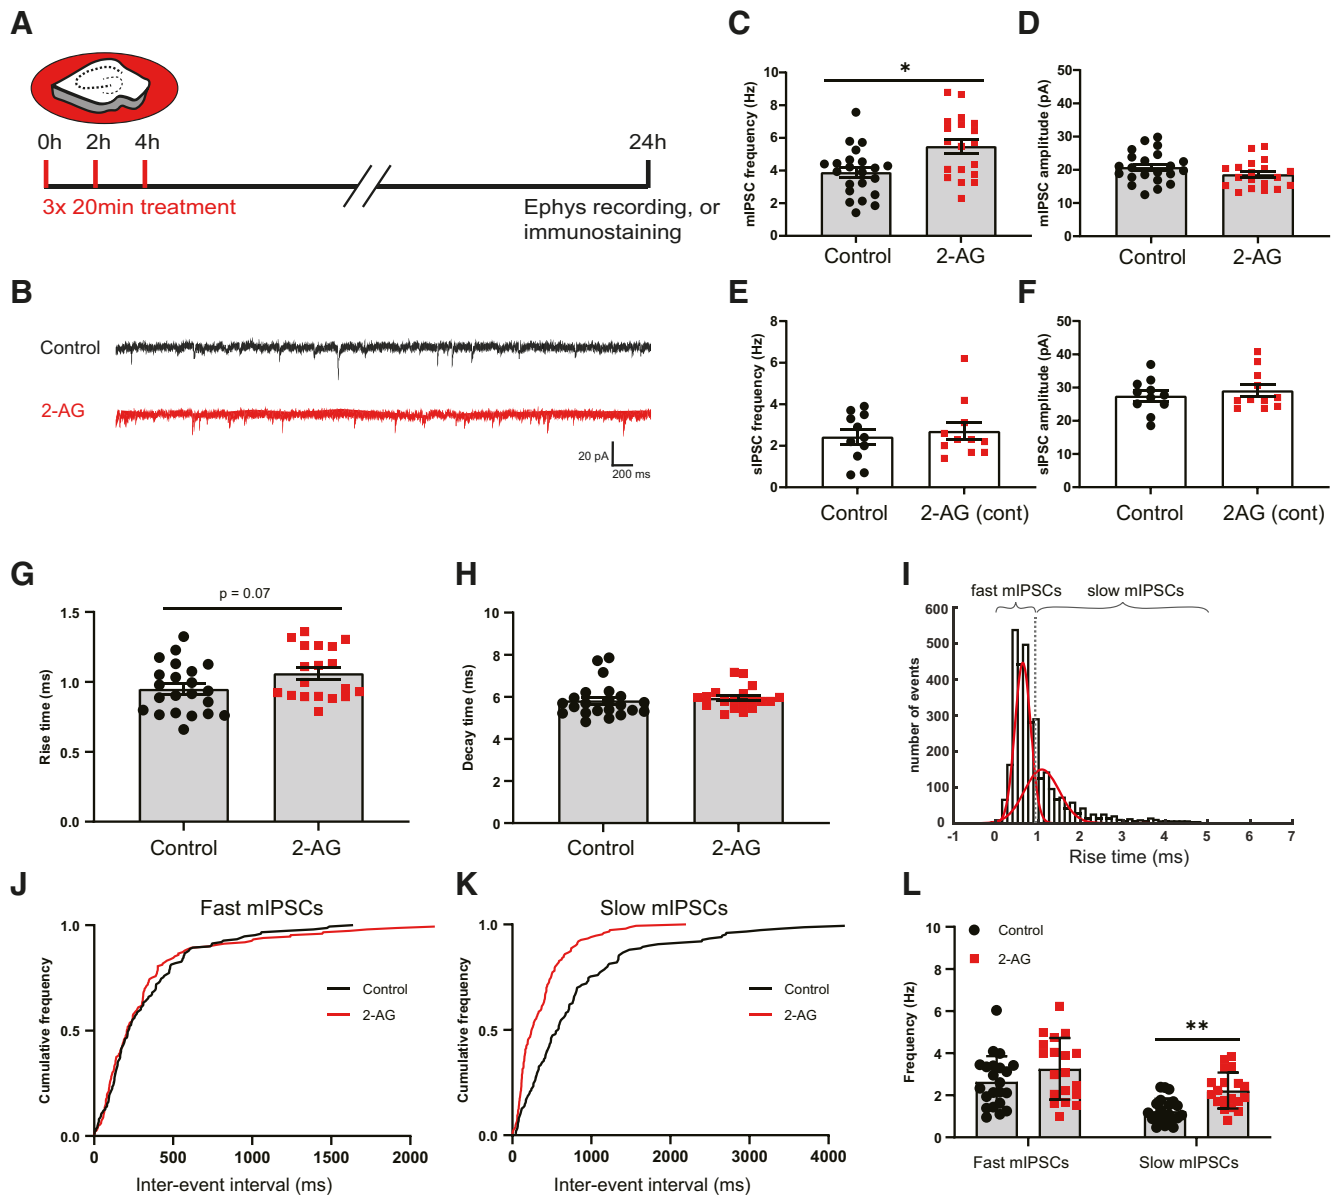 A
0h 2h 4h 24h
3x 20min treatment
Ephys recording, or
immunostaining
B
Control
2-AG
20 pA
200 ms
C
mIPSC frequency (Hz)
10
8
6
4
2
0
*
Control 2-AG
D
mIPSC amplitude (pA)
50
40
30
20
10
0
Control 2-AG
E
sIPSC frequency (Hz)
8
6
4
2
0
Control 2-AG (cont)
F
sIPSC amplitude (pA)
50
40
30
20
10
0
Control 2AG (cont)
G
p = 0.07
Rise time (ms)
1.5
1.0
0.5
0.0
Control 2-AG
H
Decay time (ms)
10
8
6
4
2
0
Control 2-AG
I
fast mIPSCs slow mIPSCs
number of events
600
500
400
300
200
100
0
-1 0 1 2 3 4 5 6 7
Rise time (ms)
J
Fast mIPSCs
Cumulative frequency
1.0
0.5
0.0
Control
2-AG
0 500 1000 1500 2000
Inter-event interval (ms)
K
Slow mIPSCs
Cumulative frequency
1.0
0.5
0.0
Control
2-AG
0 1000 2000 3000 4000
Inter-event interval (ms)
L
Frequency (Hz)
10
8
6
4
2
0
Control
2-AG
**
Fast mIPSCs Slow mIPSCs